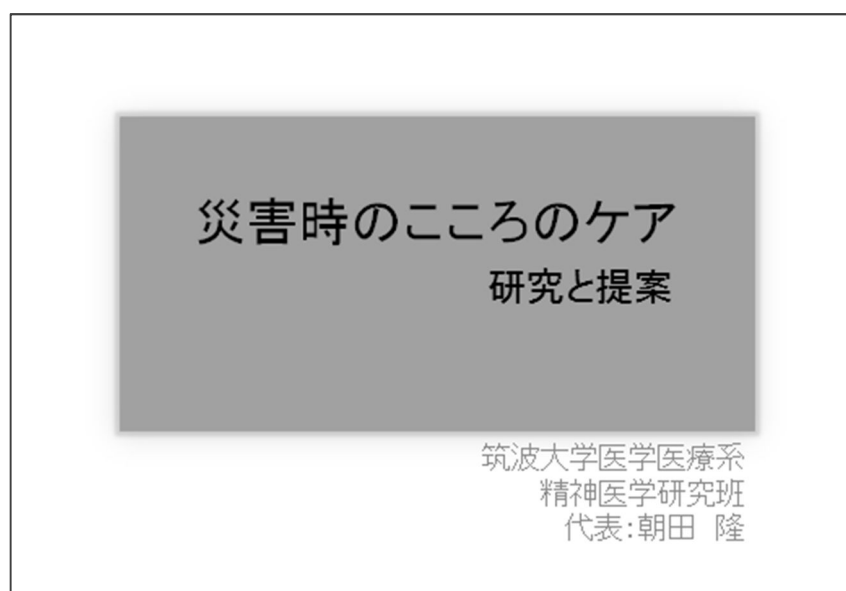 災害時のこころのケア
研究と提案
筑波大学医学医療系
精神医学研究班
代表:朝田　隆